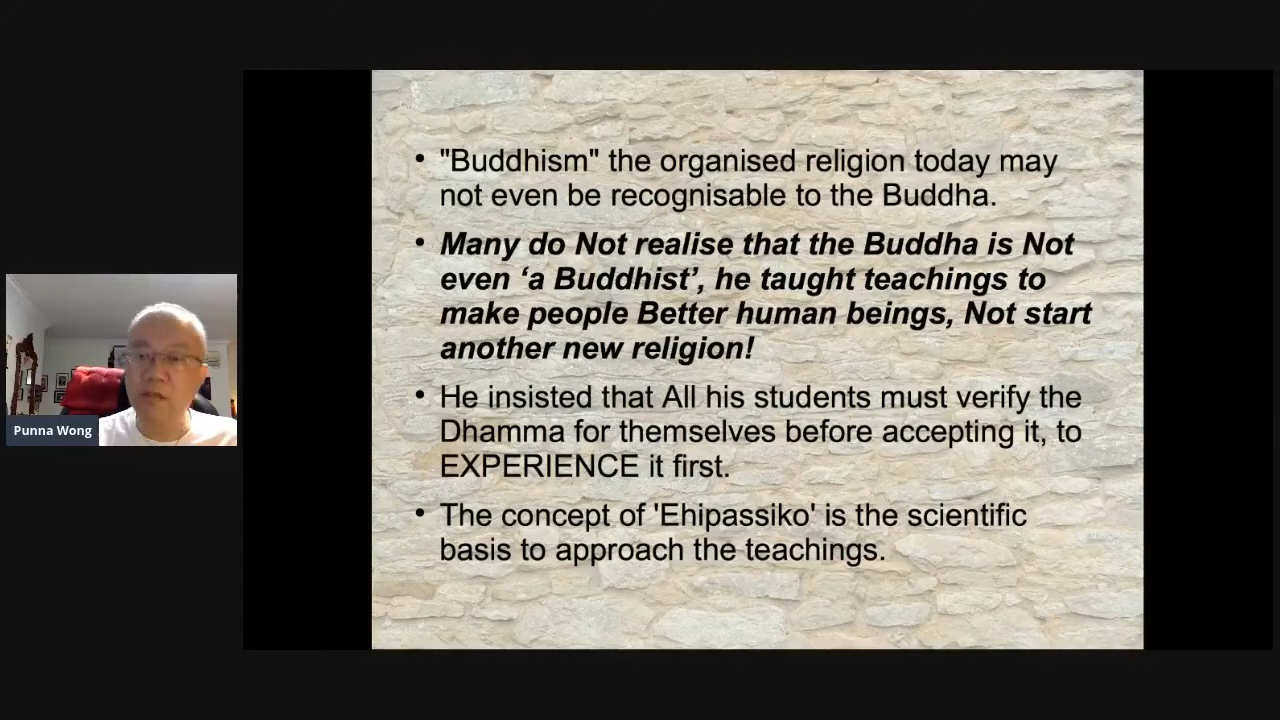 "Buddhism" the organised religion today may
not even be recognisable to the Buddha.
Many do Not realise that the Buddha is Not
even ‘a Buddhist’, he taught teachings to
make people Better human beings, Not start
another new religion!
He insisted that All his students must verify the
Dhamma for themselves before accepting it, to
EXPERIENCE it first.
The concept of 'Ehipassiko' is the scientific
basis to approach the teachings.
Punna Wong